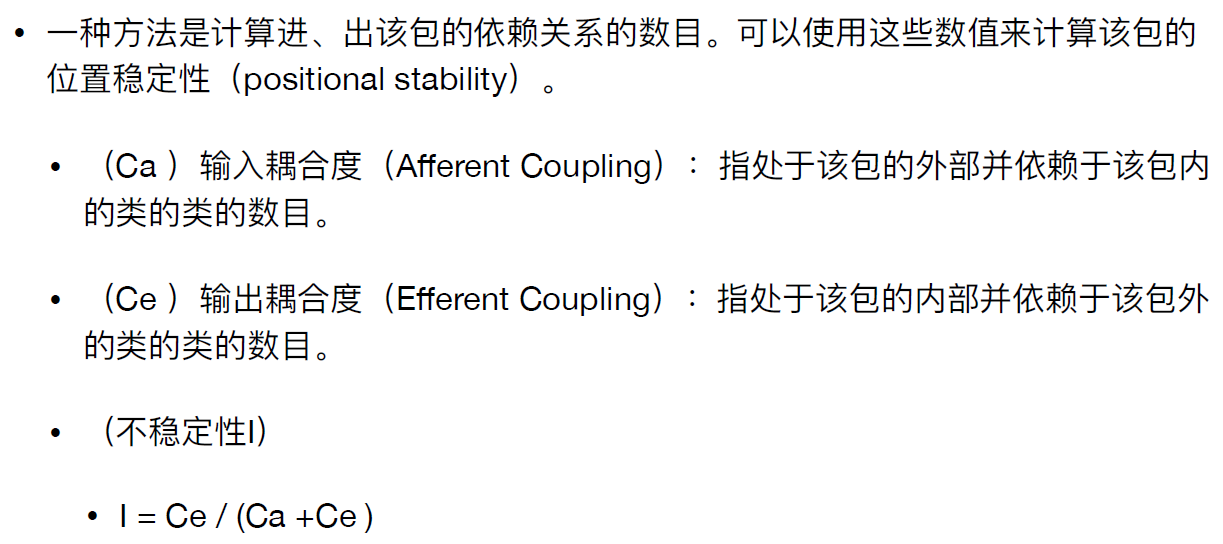 • 一种方法是计算进、出该包的依赖关系的数目。可以使用这些数值来计算该包的
位置稳定性（positional stability）。
• （Ca ）输入耦合度（Afferent Coupling）：指处于该包的外部并依赖于该包内
的类的类的数目。
• （Ce ）输出耦合度（Efferent Coupling）：指处于该包的内部并依赖于该包外
的类的类的数目。
• （不稳定性I）
• I = Ce / (Ca +Ce )